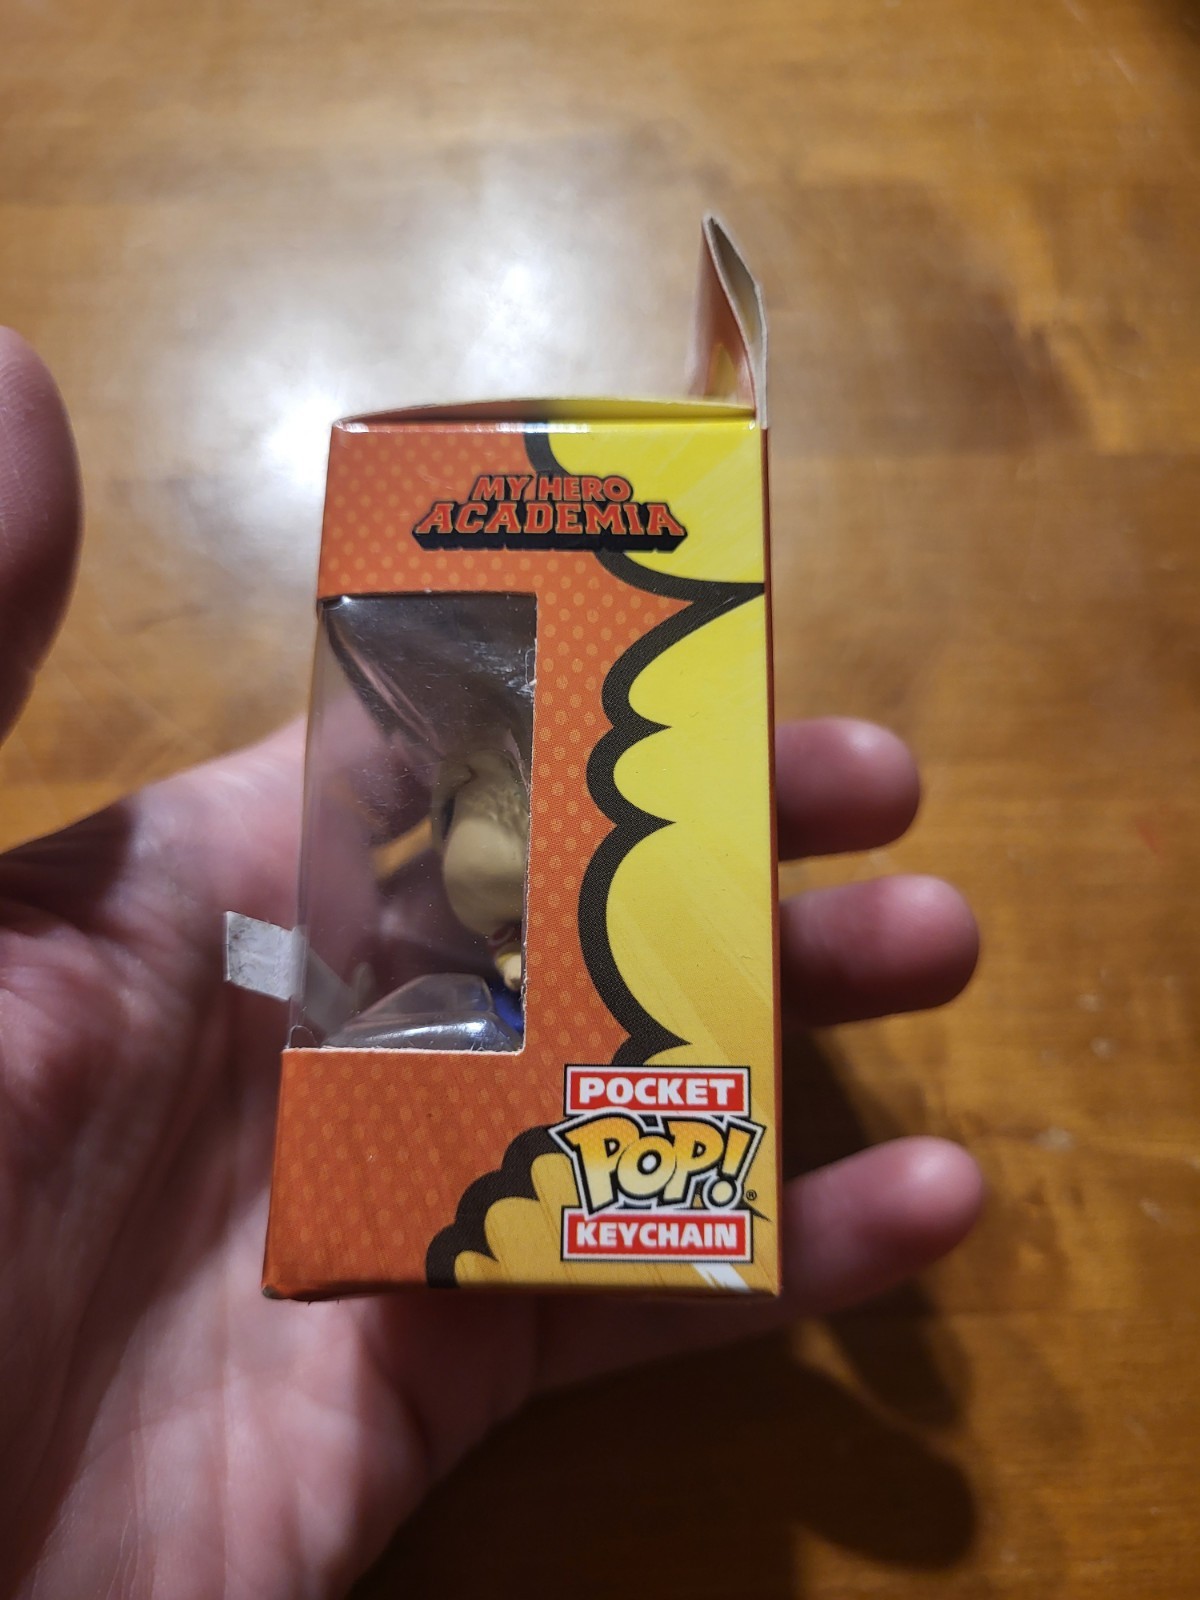 MY HERO
ACADEMIA
POCKET
POP!®
KEYCHAIN